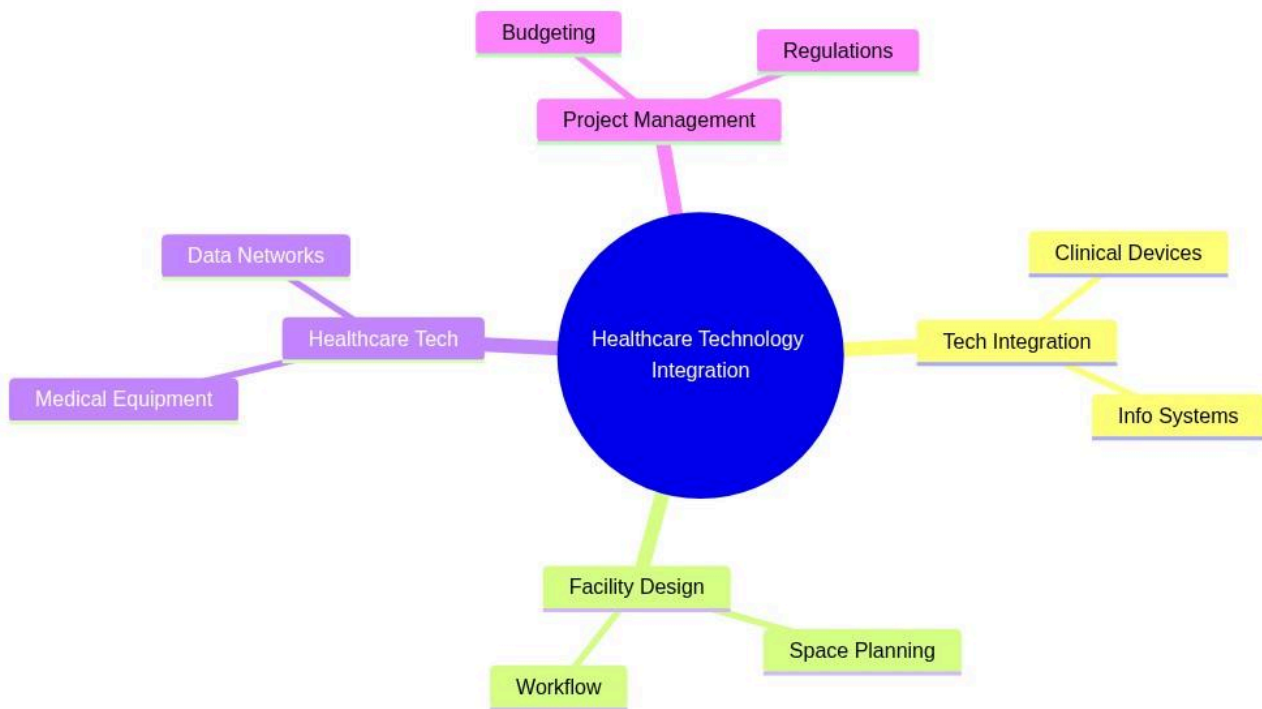 Budgeting
Regulations
Project Management
Data Networks
Clinical Devices
Healthcare Tech
Healthcare Technology
Integration
Tech Integration
Medical Equipment
Info Systems
Facility Design
Space Planning
Workflow